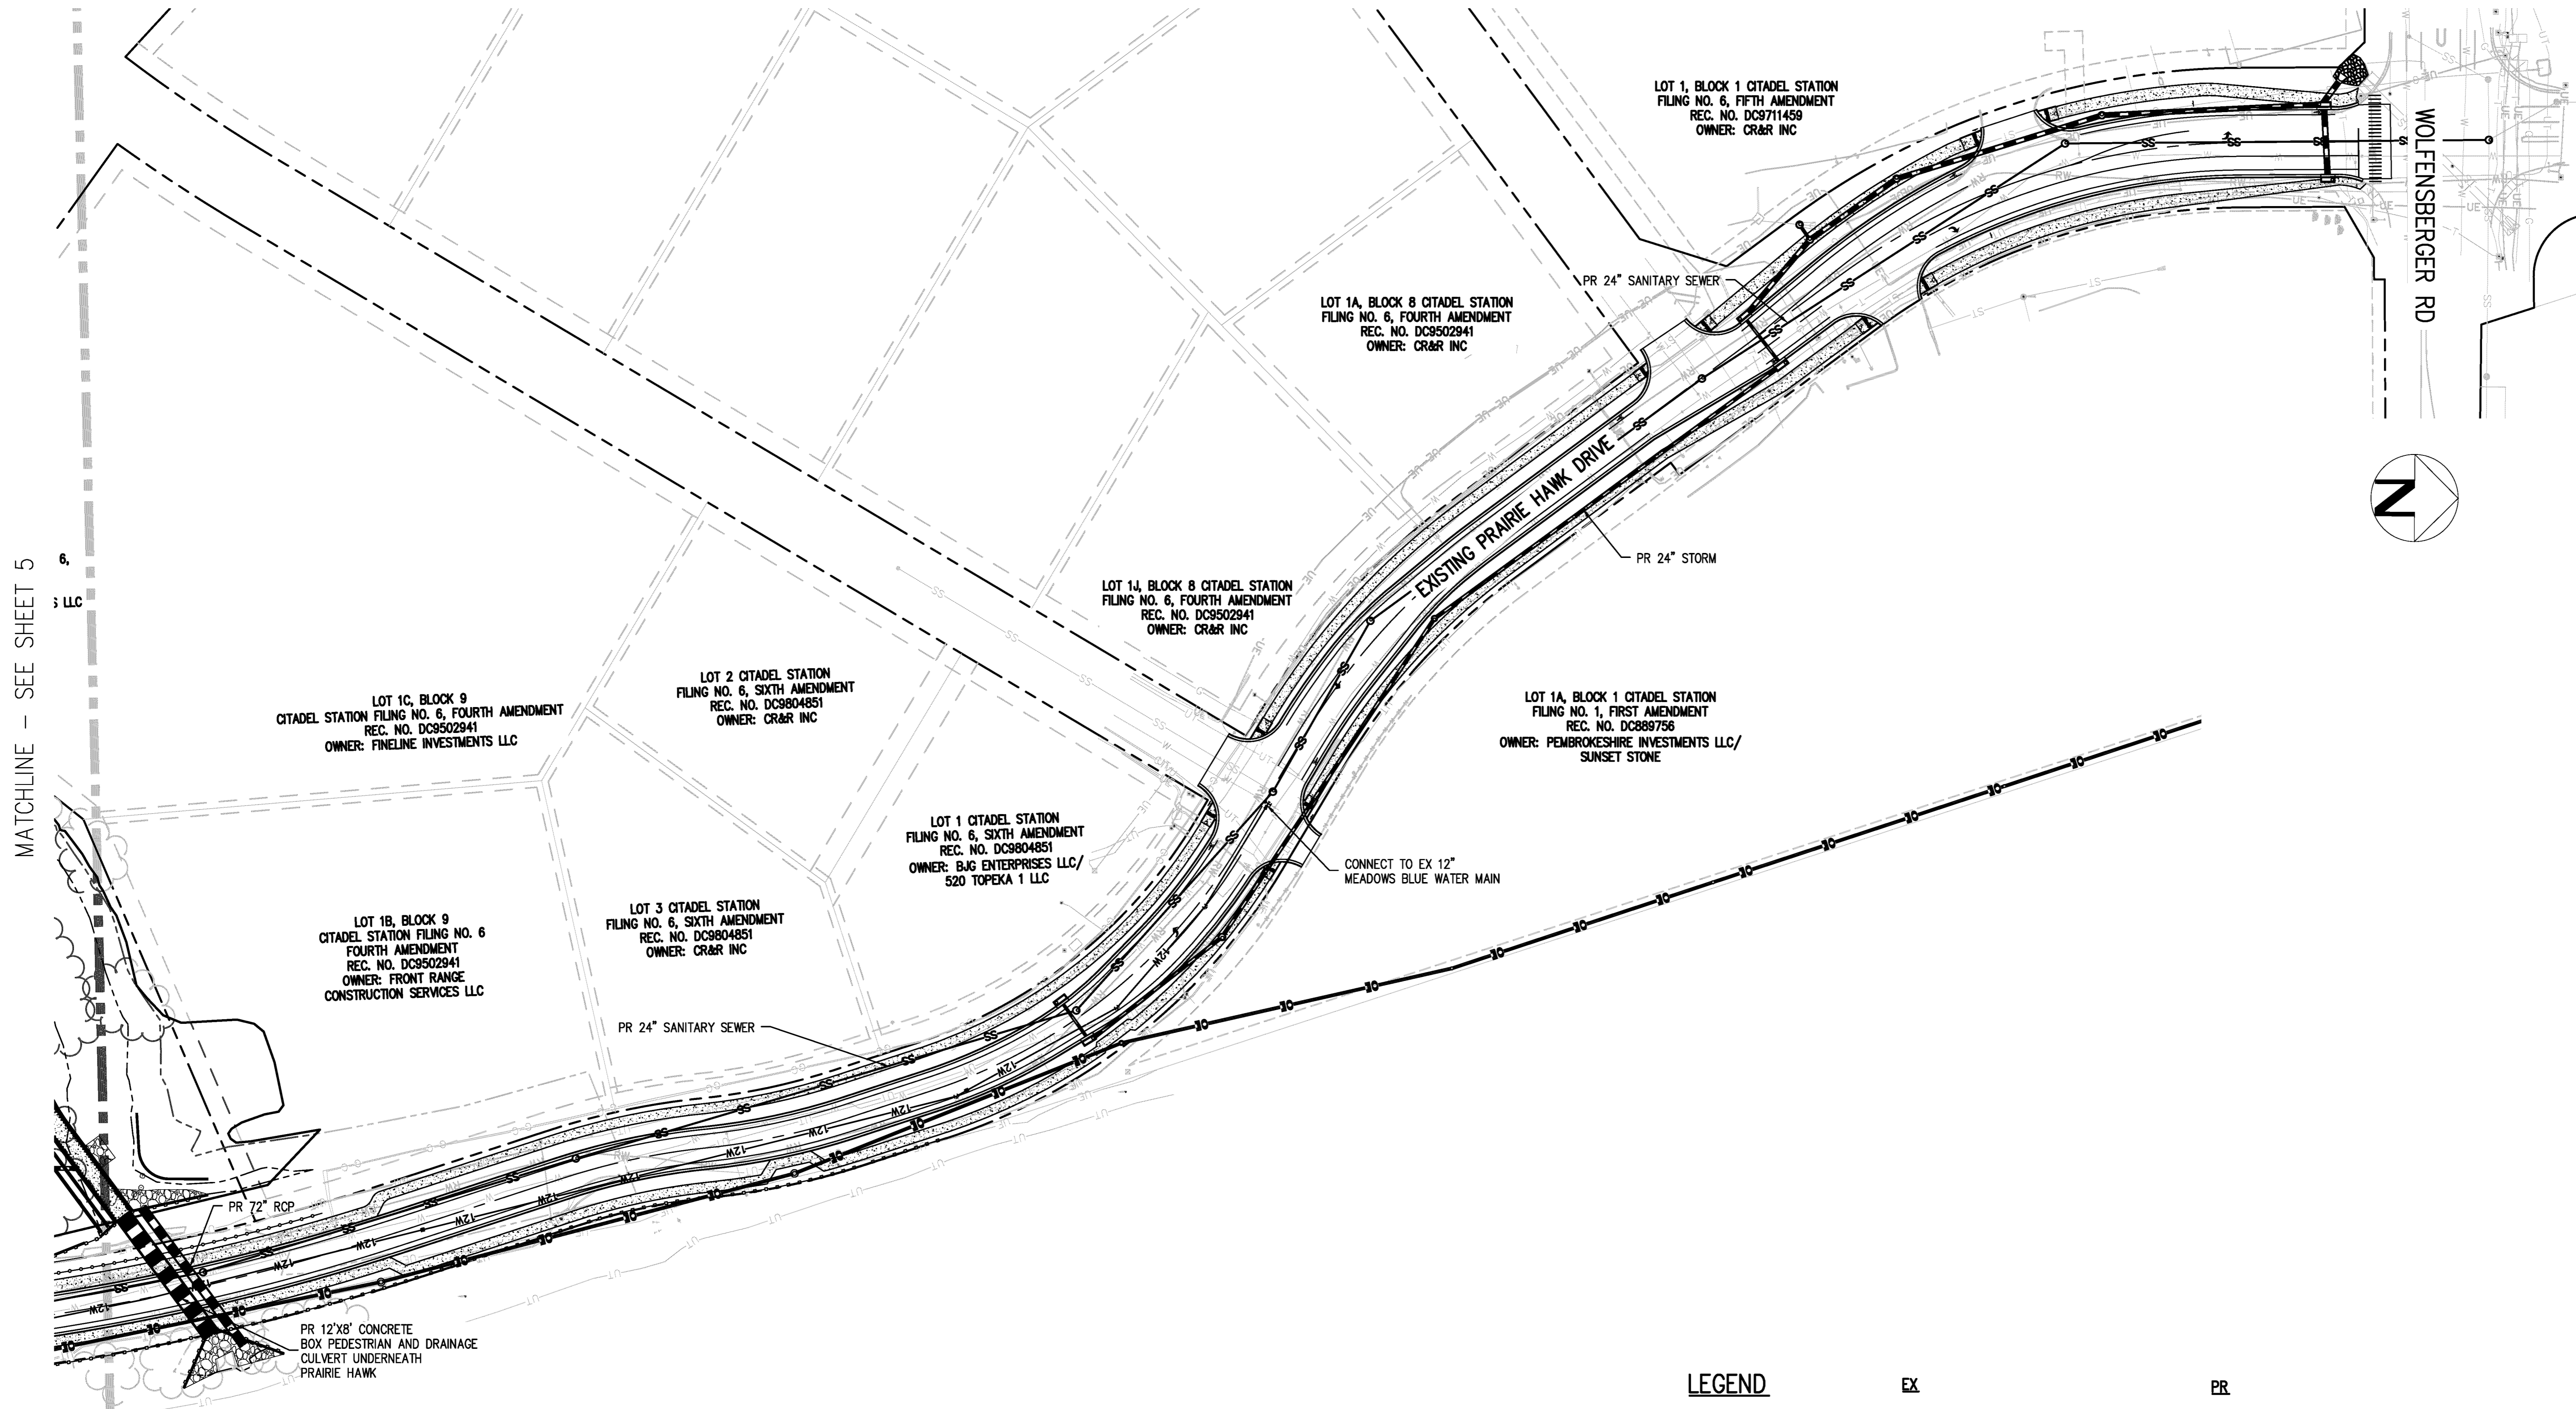 LOT 1, BLOCK 1 CITADEL STATION
FILING NO. 6, FIFTH AMENDMENT
REC. NO. DC9711459
OWNER: CR&R INC
WOLFENSBERGER RD
PR 24" SANITARY SEWER
LOT 1A, BLOCK 8 CITADEL STATION
FILING NO. 6, FOURTH AMENDMENT
REC. NO. DC9502941
OWNER: CR&R INC
N
EXISTING PRAIRIE HAWK DRIVE
PR 24" STORM
MATCHLINE - SEE SHEET 5
6,
LLC
LOT 1J, BLOCK 8 CITADEL STATION
FILING NO. 6, FOURTH AMENDMENT
REC. NO. DC9502941
OWNER: CR&R INC
LOT 1C, BLOCK 9
CITADEL STATION FILING NO. 6, FOURTH AMENDMENT
REC. NO. DC9502941
OWNER: FINELINE INVESTMENTS LLC
LOT 2 CITADEL STATION
FILING NO. 6, SIXTH AMENDMENT
REC. NO. DC9804851
OWNER: CR&R INC
LOT 1A, BLOCK 1 CITADEL STATION
FILING NO. 1, FIRST AMENDMENT
REC. NO. DC889756
OWNER: PEMBROKESHIRE INVESTMENTS LLC/
SUNSET STONE
LOT 1 CITADEL STATION
FILING NO. 6, SIXTH AMENDMENT
REC. NO. DC9804851
OWNER: BJG ENTERPRISES LLC/
520 TOPEKA 1 LLC
CONNECT TO EX 12"
MEADOWS BLUE WATER MAIN
LOT 1B, BLOCK 9
CITADEL STATION FILING NO. 6
FOURTH AMENDMENT
REC. NO. DC9502941
OWNER: FRONT RANGE
CONSTRUCTION SERVICES LLC
LOT 3 CITADEL STATION
FILING NO. 6, SIXTH AMENDMENT
REC. NO. DC9804851
OWNER: CR&R INC
PR 24" SANITARY SEWER
PR 72" RCP
PR 12'X8' CONCRETE
BOX PEDESTRIAN AND DRAINAGE
CULVERT UNDERNEATH
PRAIRIE HAWK
LEGEND
EX
PR